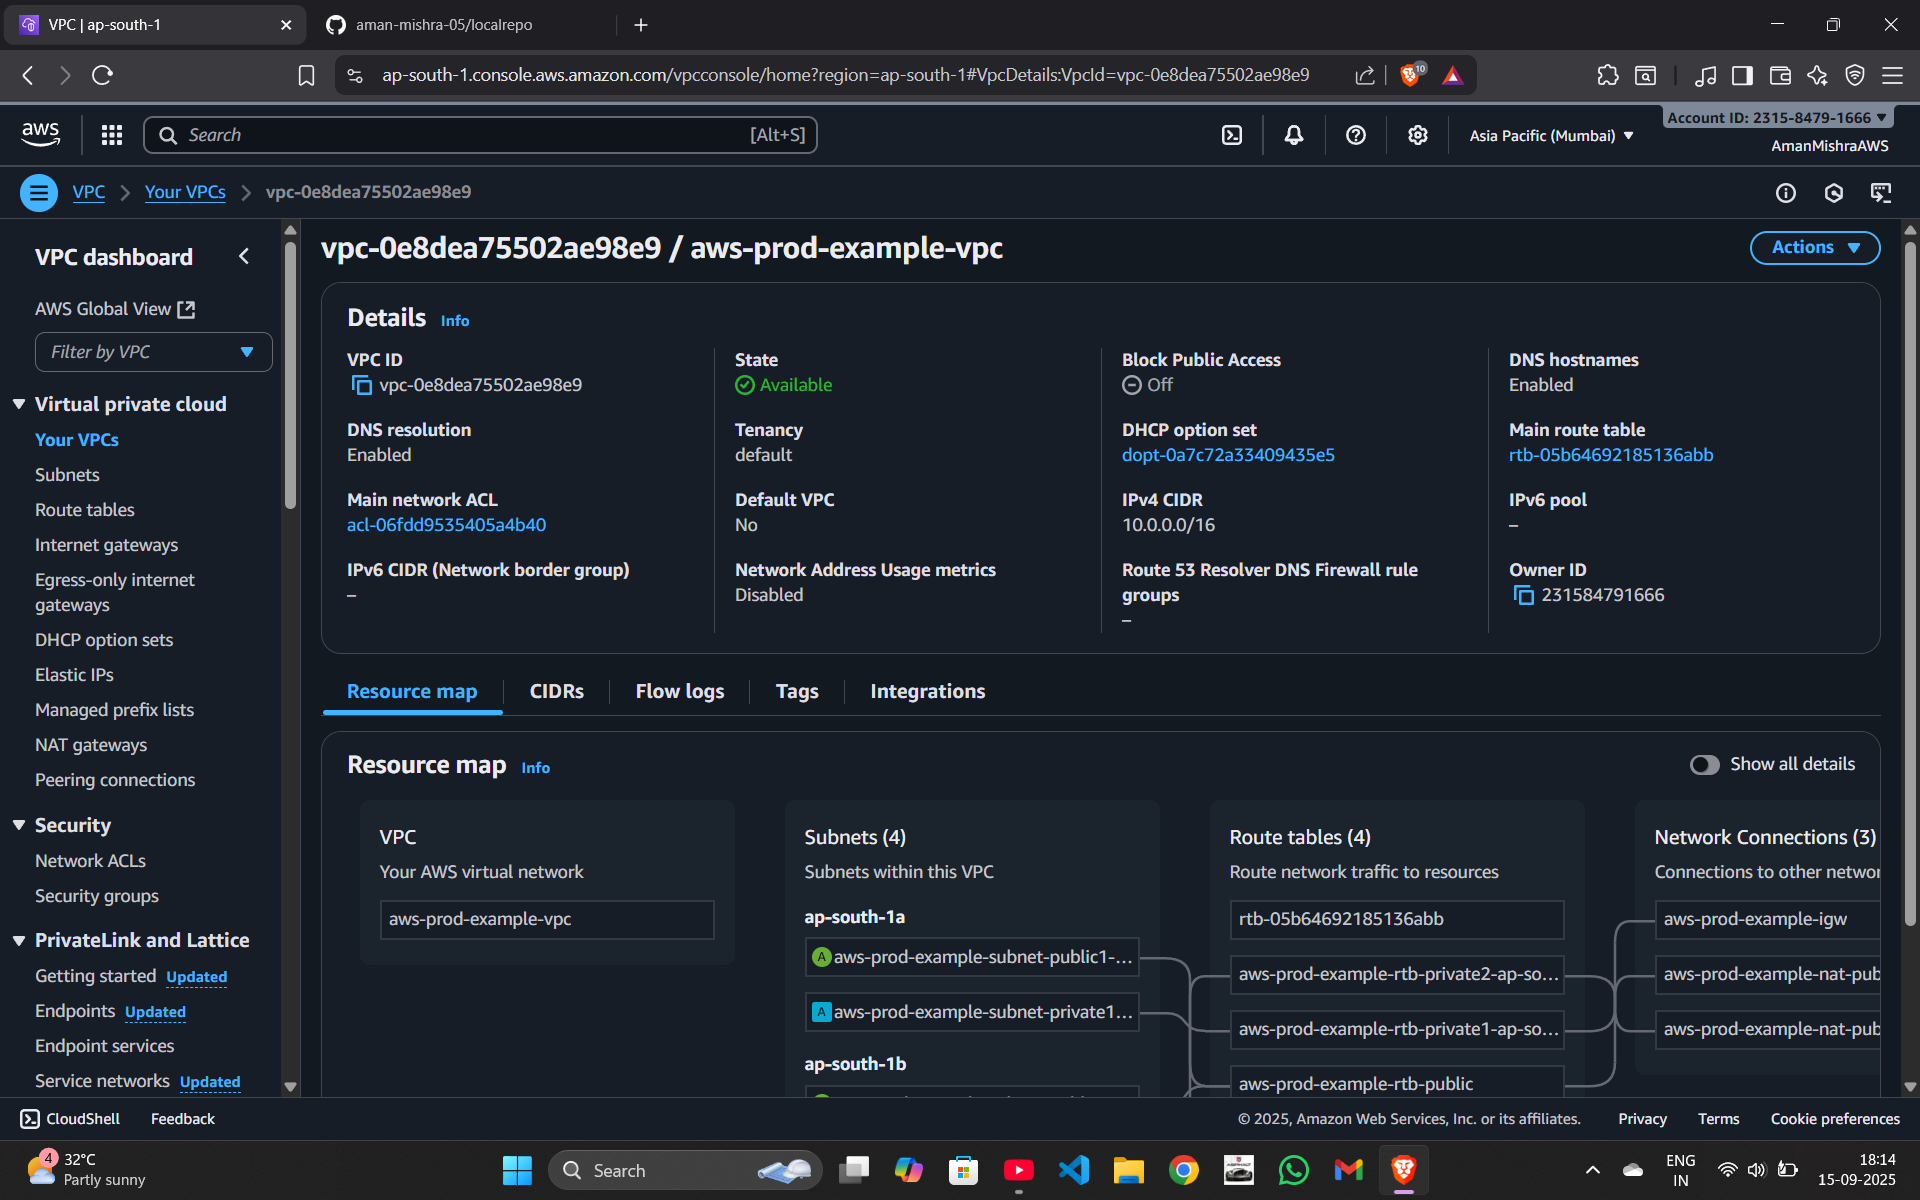 VPC | ap-south-1
aman-mishra-05/localrepo
ap-south-1.console.aws.amazon.com/vpcconsole/home?region=ap-south-1#VpcDetails:VpcId=vpc-0e8dea75502ae98e9
10
aws
Search [Alt+S]
Asia Pacific (Mumbai)
Account ID: 2315-8479-1666
AmanMishraAWS
VPC
Your VPCs
vpc-0e8dea75502ae98e9
VPC dashboard
AWS Global View
Filter by VPC
Virtual private cloud
Your VPCs
Subnets
Route tables
Internet gateways
Egress-only internet
gateways
DHCP option sets
Elastic IPs
Managed prefix lists
NAT gateways
Peering connections
Security
Network ACLs
Security groups
PrivateLink and Lattice
Getting started Updated
Endpoints Updated
Endpoint services
Service networks Updated
vpc-0e8dea75502ae98e9 / aws-prod-example-vpc
Actions
Details Info
VPC ID
vpc-0e8dea75502ae98e9
State
Available
Block Public Access
Off
DNS hostnames
Enabled
DNS resolution
Enabled
Tenancy
default
DHCP option set
dopt-0a7c72a33409435e5
Main route table
rtb-05b64692185136abb
Main network ACL
acl-06fdd9535405a4b40
Default VPC
No
IPv4 CIDR
10.0.0.0/16
IPv6 pool
–
IPv6 CIDR (Network border group)
–
Network Address Usage metrics
Disabled
Route 53 Resolver DNS Firewall rule
groups
–
Owner ID
231584791666
Resource map
CIDRs
Flow logs
Tags
Integrations
Resource map Info
Show all details
VPC
Your AWS virtual network
aws-prod-example-vpc
Subnets (4)
Subnets within this VPC
ap-south-1a
A aws-prod-example-subnet-public1-...
A aws-prod-example-subnet-private1...
ap-south-1b
Route tables (4)
Route network traffic to resources
rtb-05b64692185136abb
aws-prod-example-rtb-private2-ap-so...
aws-prod-example-rtb-private1-ap-so...
aws-prod-example-rtb-public
Network Connections (3)
Connections to other networ
aws-prod-example-igw
aws-prod-example-nat-pub
aws-prod-example-nat-pub
CloudShell
Feedback
© 2025, Amazon Web Services, Inc. or its affiliates.
Privacy
Terms
Cookie preferences
4
32°C
Partly sunny
Search
ENG
IN
18:14
15-09-2025